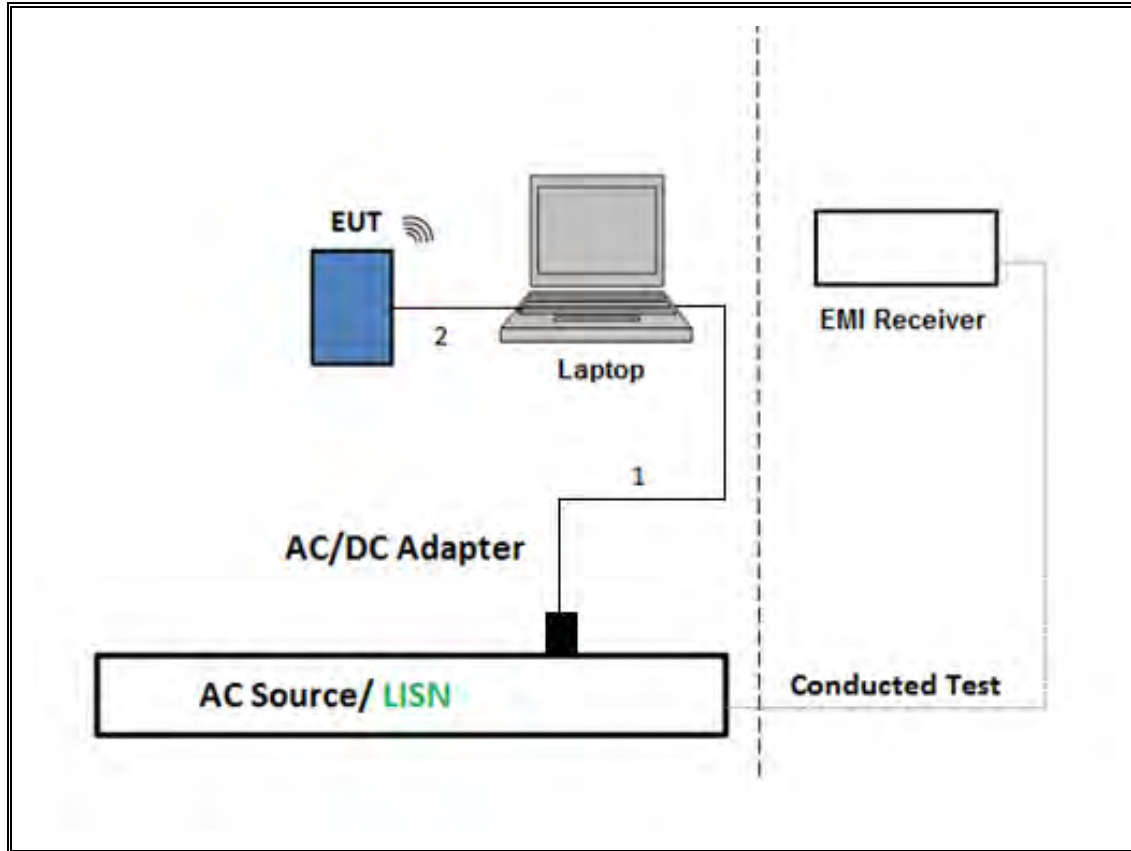 EUT
2
Laptop
EMI Receiver
1
AC/DC Adapter
AC Source/ LISN
Conducted Test